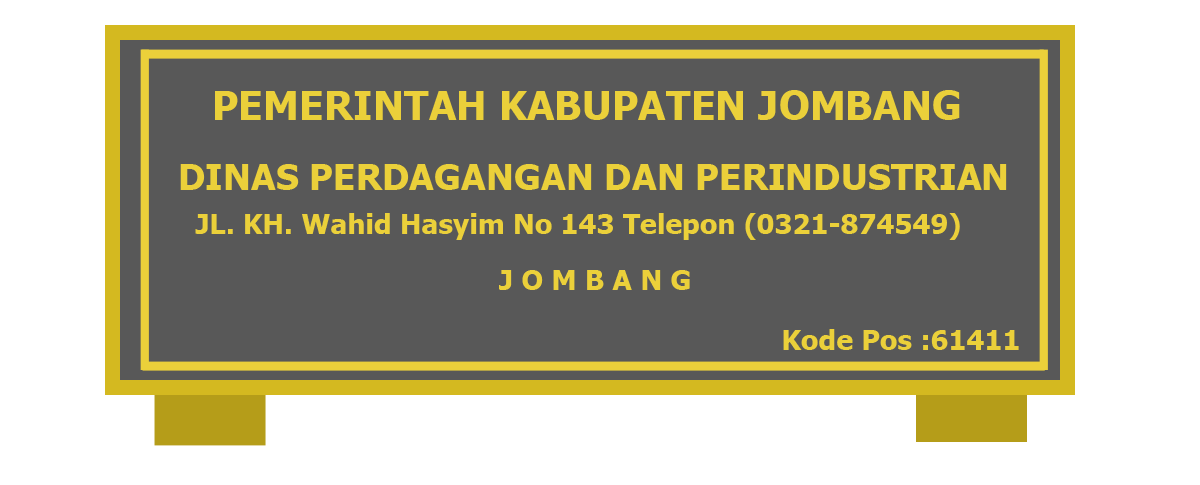 PEMERINTAH KABUPATEN JOMBANG
DINAS PERDAGANGAN DAN PERINDUSTRIAN
JL. KH. Wahid Hasyim No 143 Telepon (0321-874549)
J O M B A N G
Kode Pos :61411